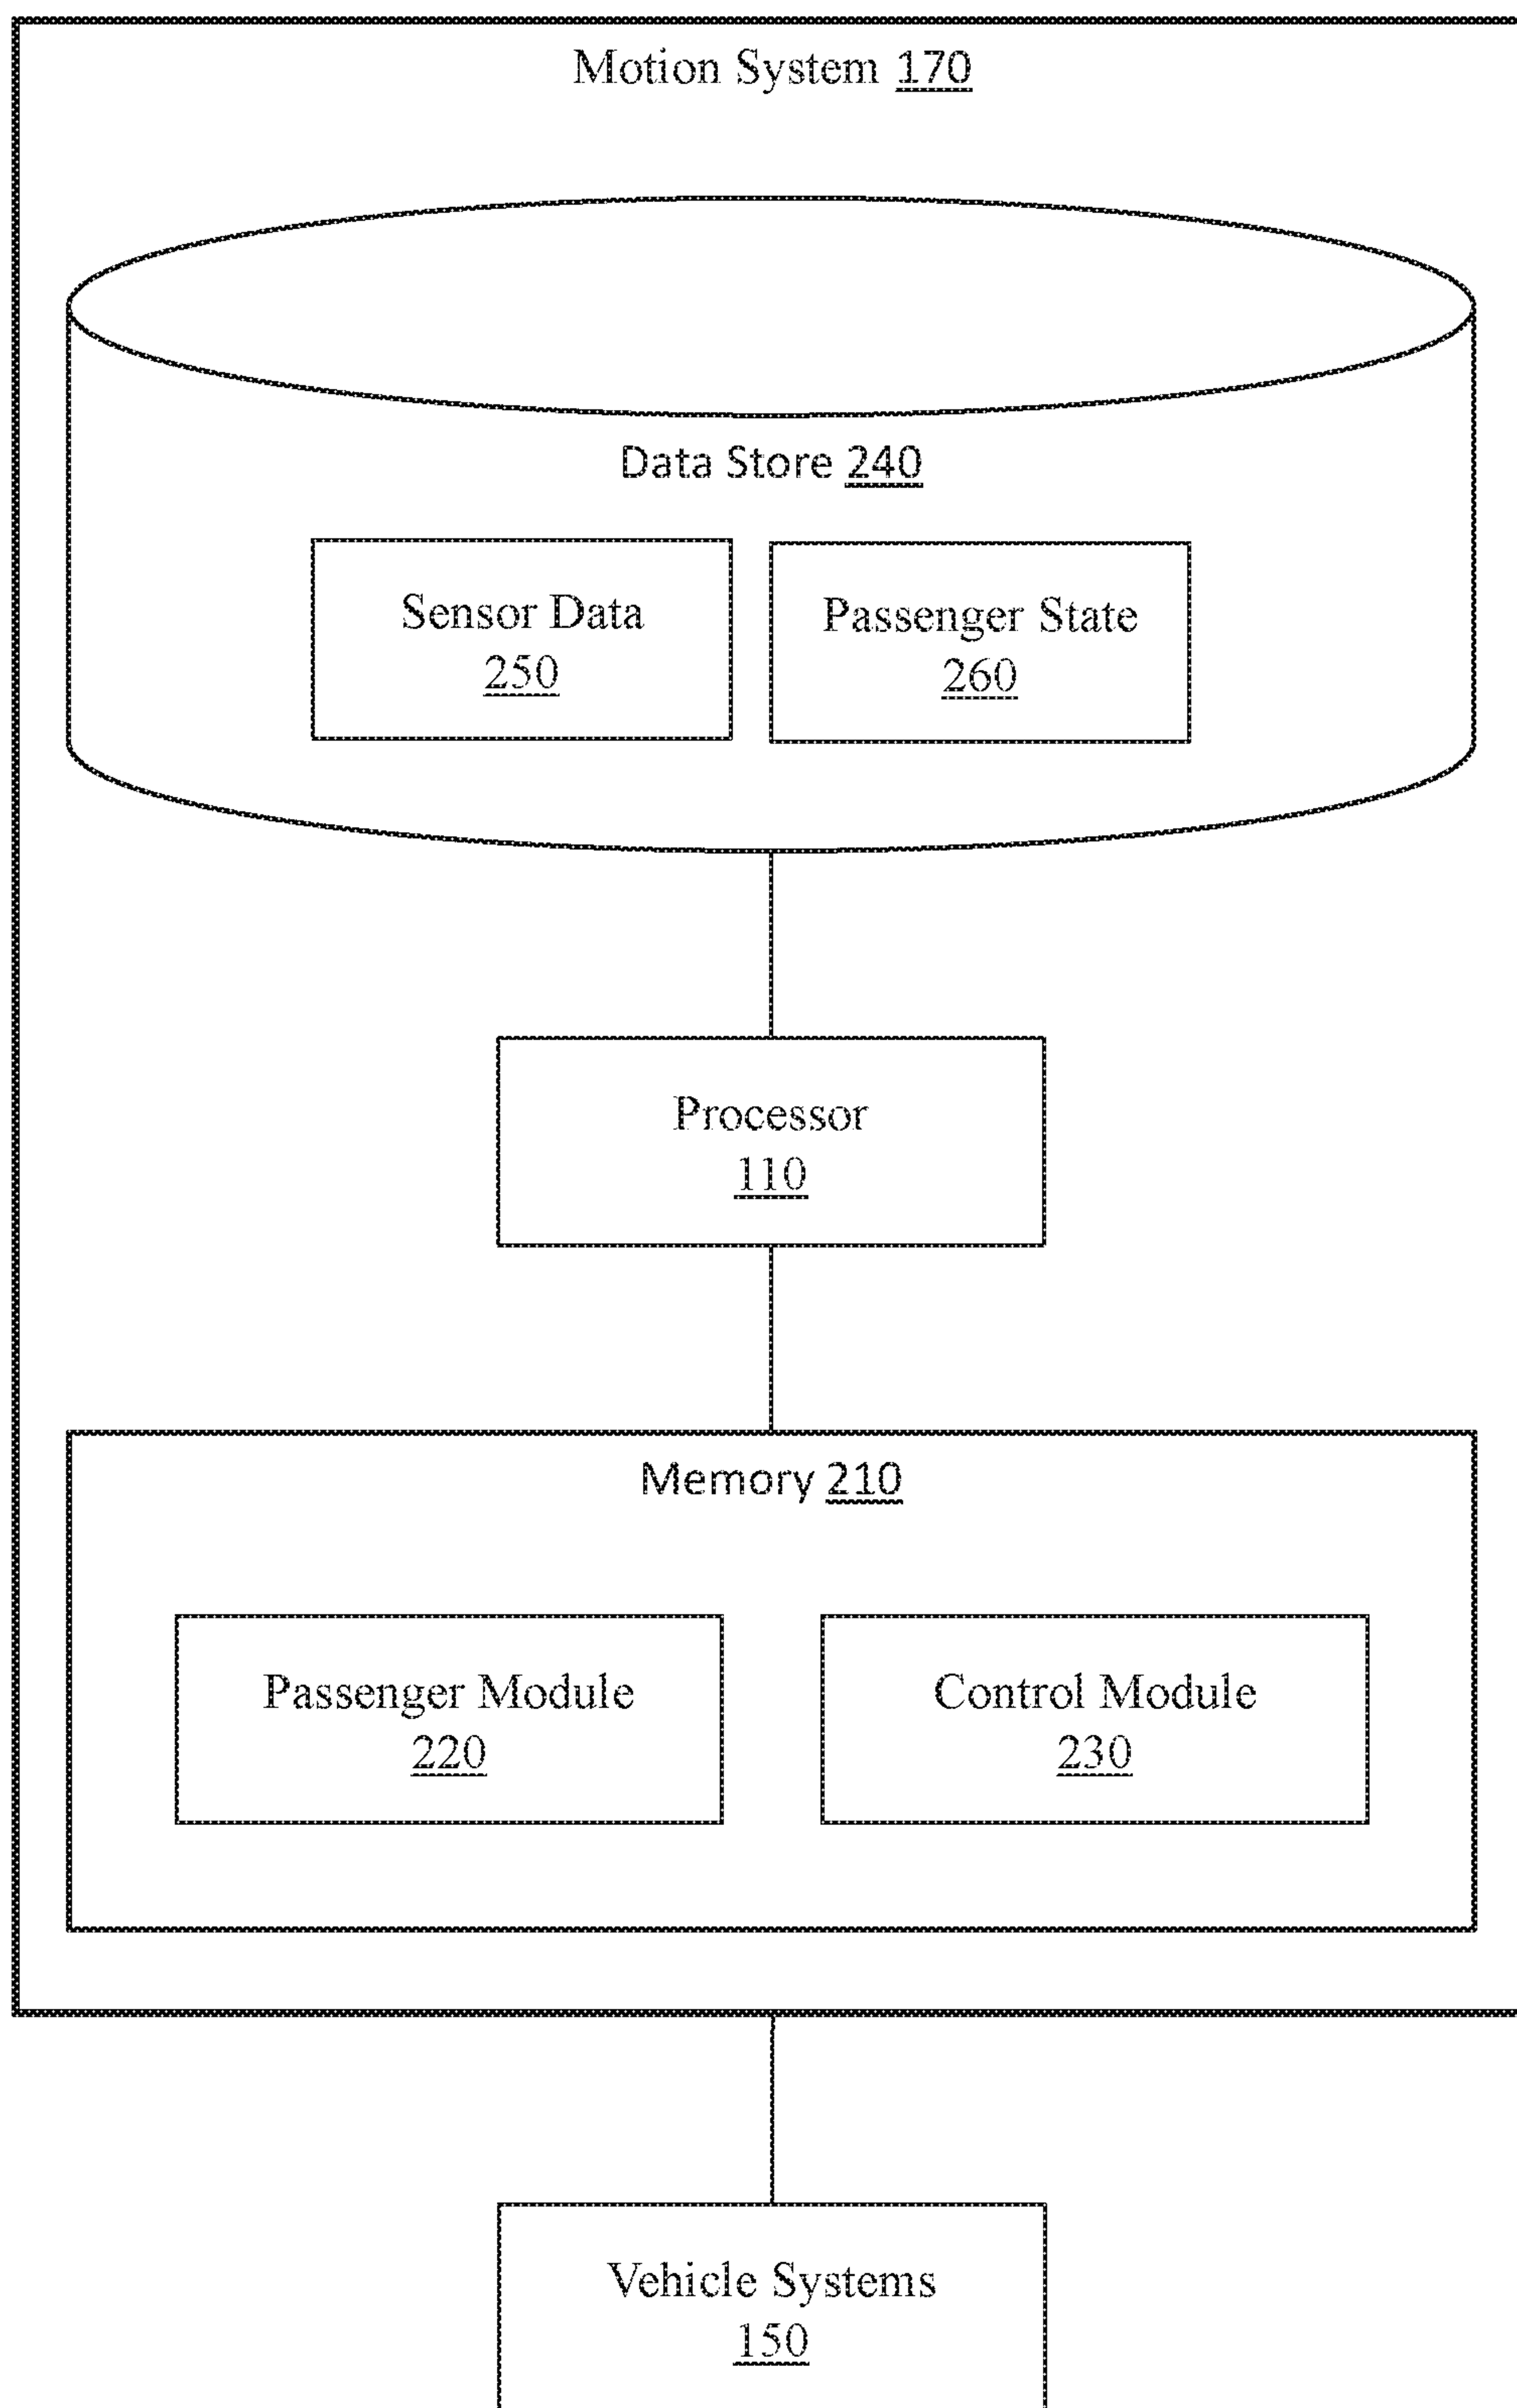 Motion System 170
Data Store 240
Sensor Data
250
Passenger State
260
Processor
110
Memory 210
Passenger Module
220
Control Module
230
Vehicle Systems
150